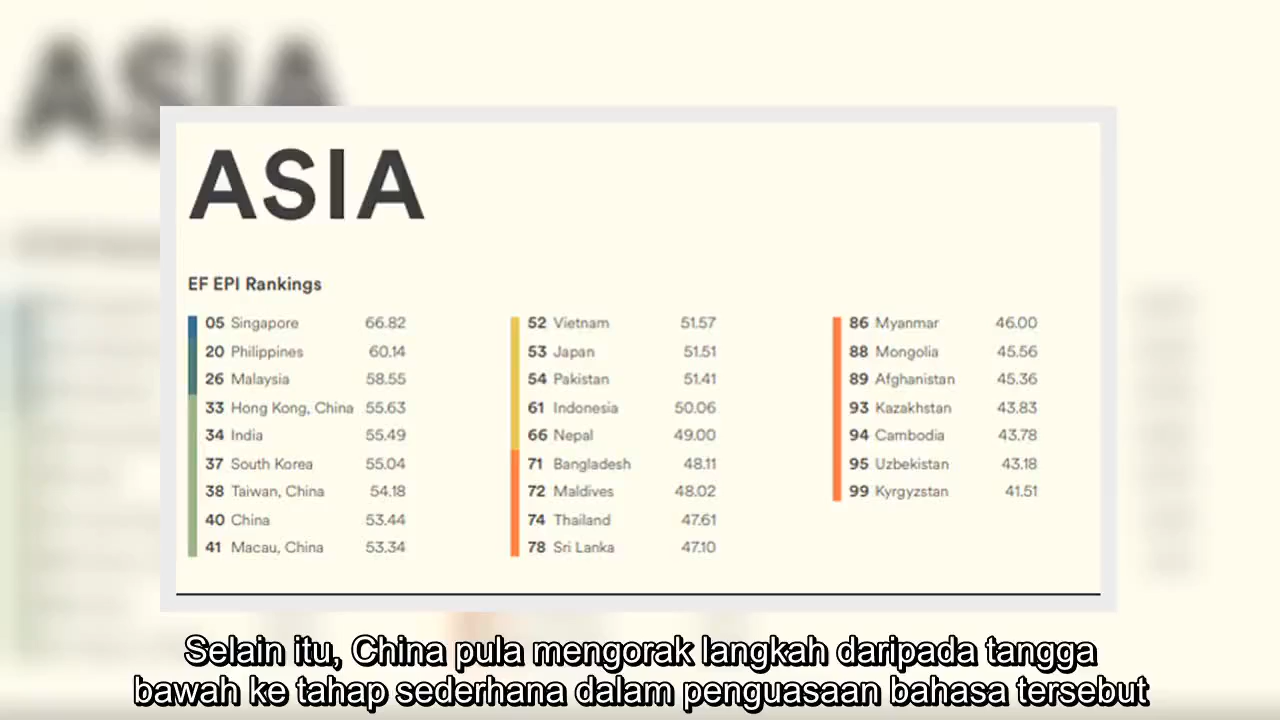 ASIA
ASIA
EF EPI Rankings
05 Singapore 66.82
20 Philippines 60.14
26 Malaysia 58.55
33 Hong Kong, China 55.63
34 India 55.49
37 South Korea 55.04
38 Taiwan, China 54.18
40 China 53.44
41 Macau, China 53.34
52 Vietnam 51.57
53 Japan 51.51
54 Pakistan 51.41
61 Indonesia 50.06
66 Nepal 49.00
71 Bangladesh 48.11
72 Maldives 48.02
74 Thailand 47.61
78 Sri Lanka 47.10
86 Myanmar 46.00
88 Mongolia 45.56
89 Afghanistan 45.36
93 Kazakhstan 43.83
94 Cambodia 43.78
95 Uzbekistan 43.18
99 Kyrgyzstan 41.51
Selain itu, China pula mengorak langkah daripada tangga
bawah ke tahap sederhana dalam penguasaan bahasa tersebut